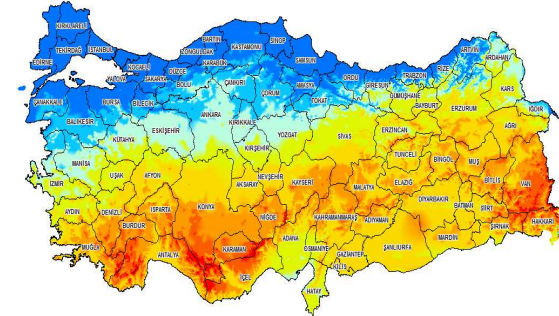 KIRKLARELİ
TEKİRDAĞ
İSTANBUL
EDİRNE
KOCAELİ
YALOVA
SAKARYA
DÜZCE
BOLU
ZONGULDAK
BARTIN
KARABÜK
KASTAMONU
SİNOP
SAMSUN
ÇANKIRI
ÇORUM
AMASYA
TOKAT
ORDU
GİRESUN
TRABZON
RİZE
ARTVİN
ARDAHAN
KARS
GÜMÜŞHANE
BAYBURT
ERZURUM
IĞDIR
AĞRI
ÇANAKKALE
BURSA
BİLECİK
BALIKESİR
KÜTAHYA
ESKİŞEHİR
ANKARA
KIRIKKALE
YOZGAT
KIRŞEHİR
SİVAS
ERZİNCAN
TUNCELİ
BİNGÖL
MUŞ
BİTLİS
VAN
MANİSA
İZMİR
UŞAK
AFYON
AKSARAY
NEVŞEHİR
KAYSERİ
MALATYA
ELAZIĞ
DİYARBAKIR
BATMAN
SİİRT
ŞIRNAK
HAKKARİ
AYDIN
DENİZLİ
ISPARTA
BURDUR
KONYA
NİĞDE
KAHRAMANMARAŞ
ADIYAMAN
MARDİN
ŞANLIURFA
MUĞLA
ANTALYA
KARAMAN
İÇEL
ADANA
OSMANİYE
GAZİANTEP
KİLİS
HATAY